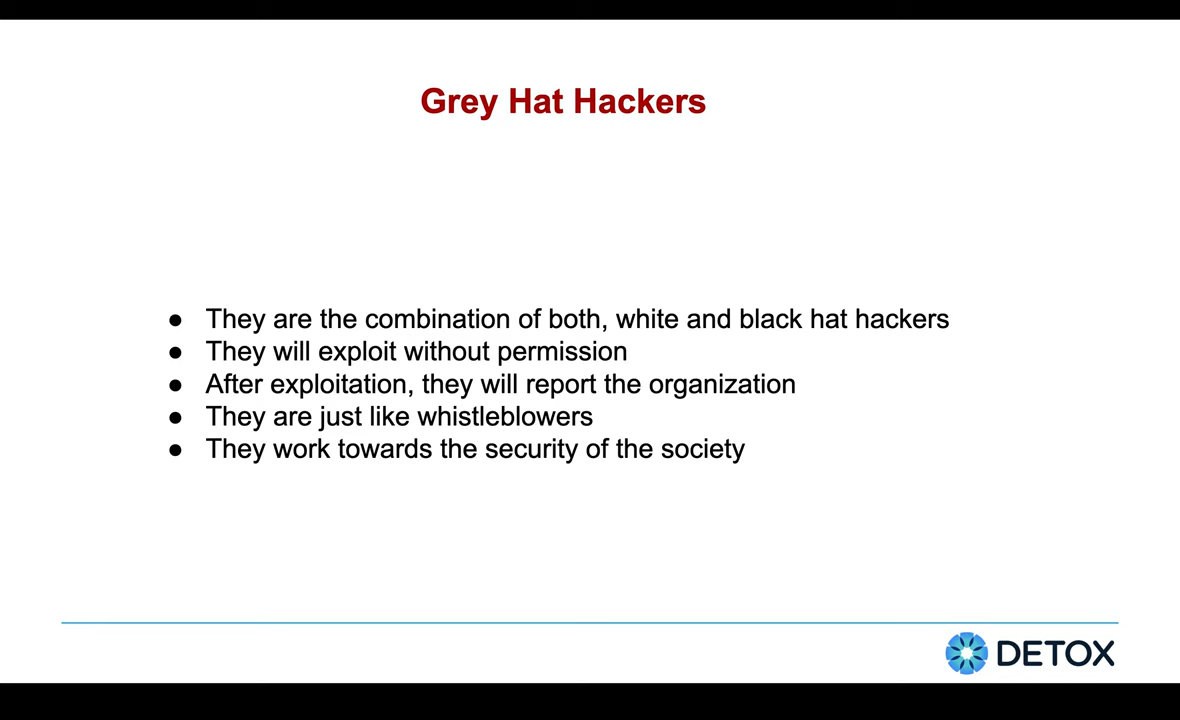 Grey Hat Hackers
● They are the combination of both, white and black hat hackers
● They will exploit without permission
● After exploitation, they will report the organization
● They are just like whistleblowers
● They work towards the security of the society
DETOX